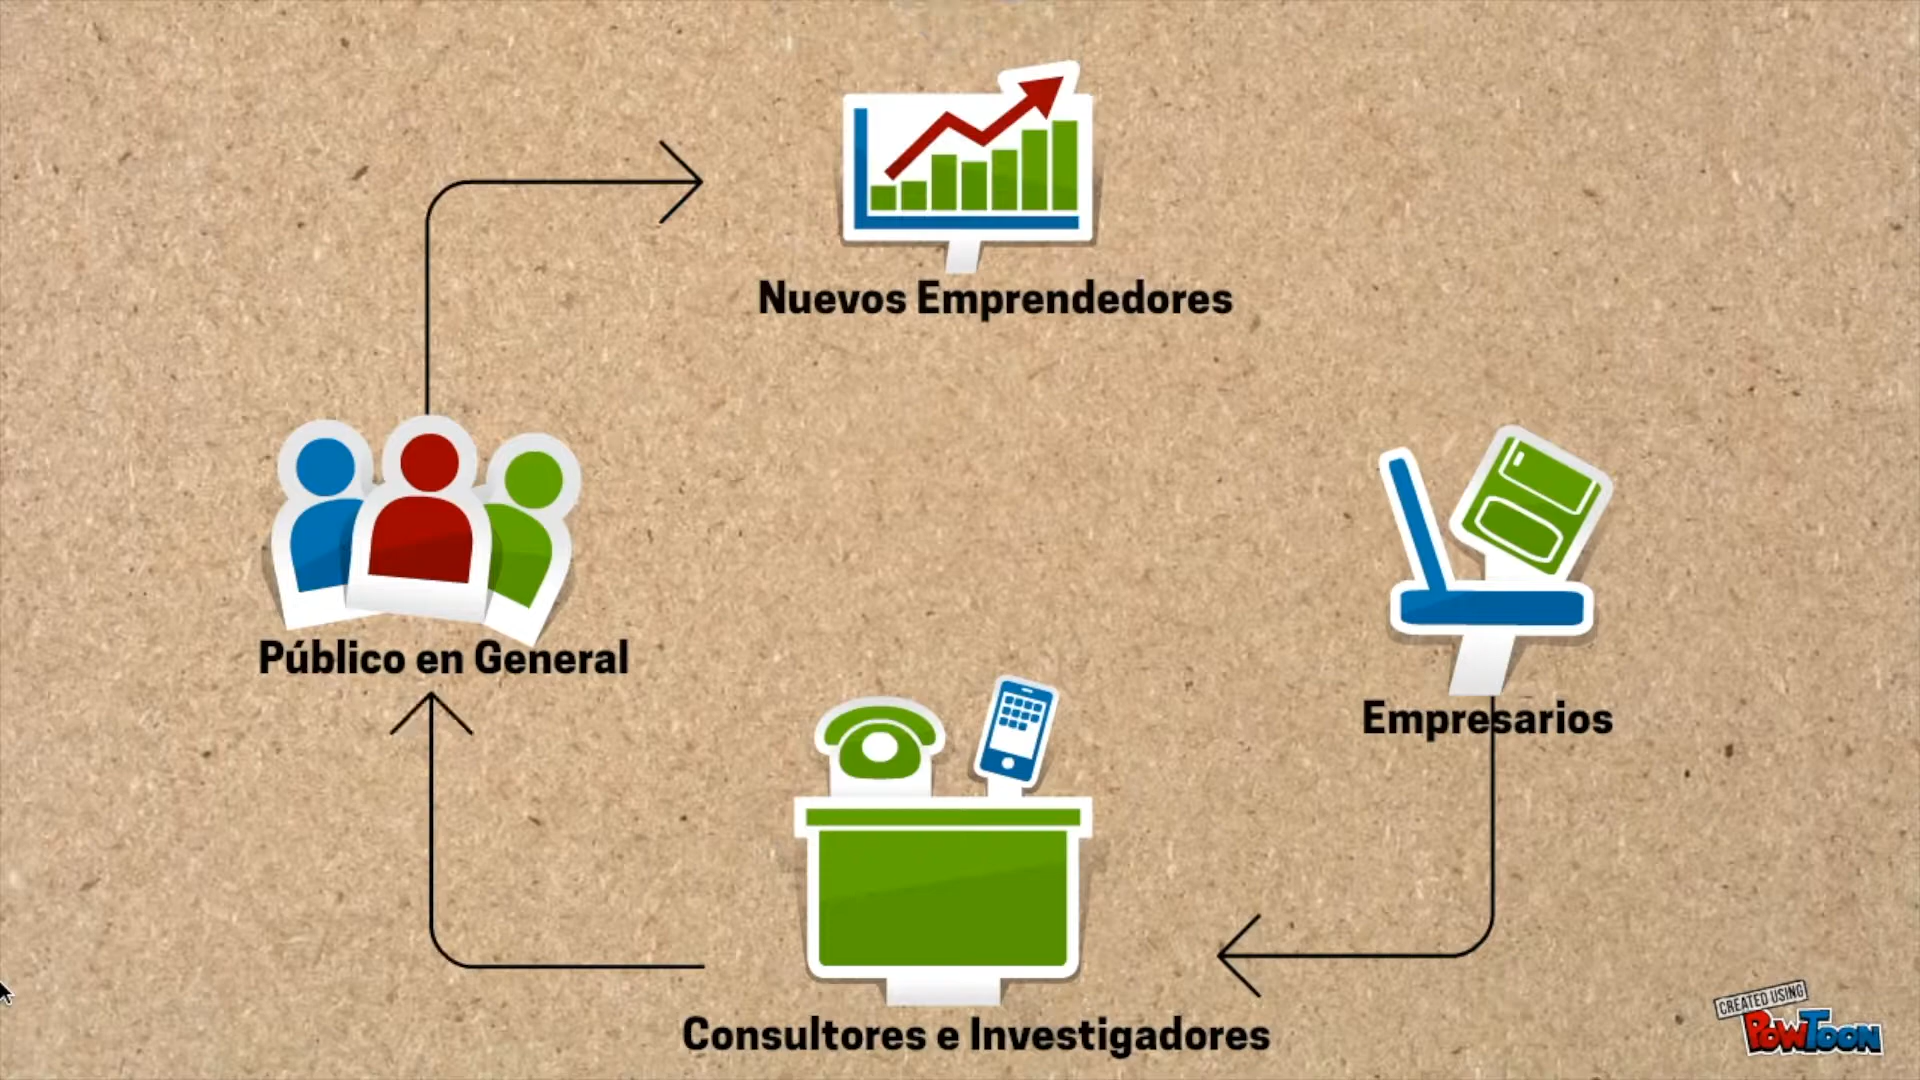 Nuevos Emprendedores
Público en General
Empresarios
Consultores e Investigadores
CREATED USING
POWTOON